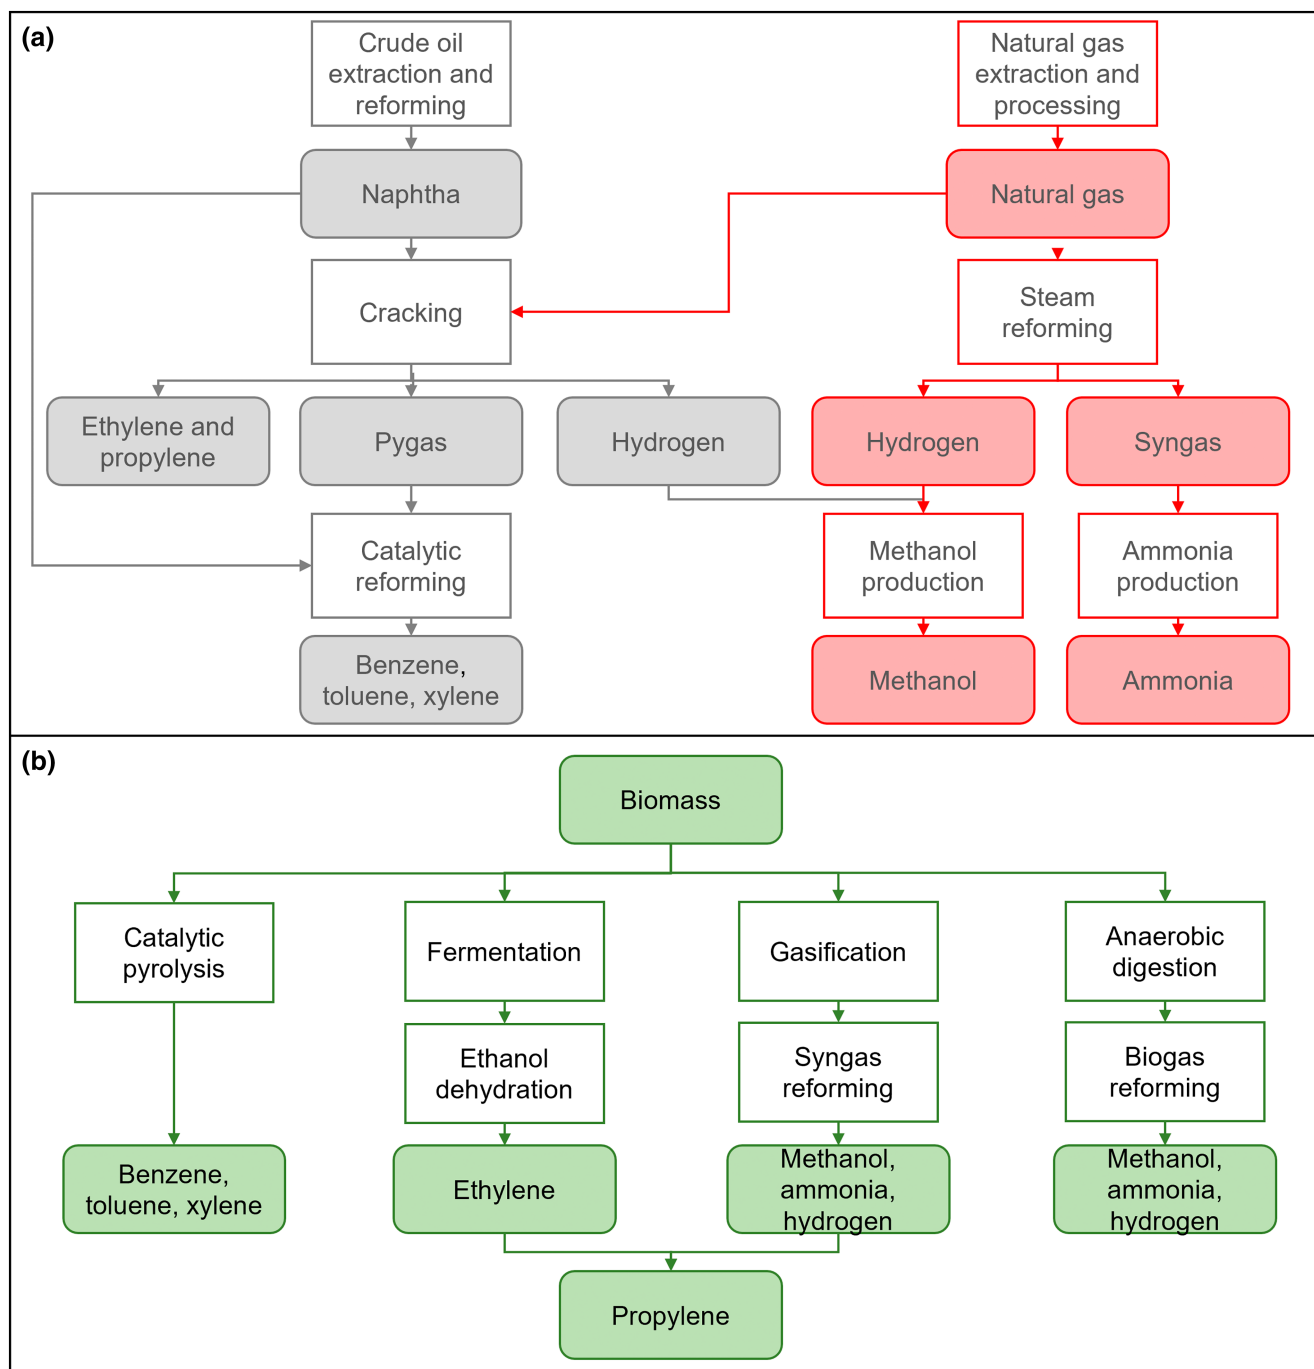 (a)
Crude oil
extraction and
reforming
Natural gas
extraction and
processing
Naphtha
Natural gas
Cracking
Steam
reforming
Ethylene and
propylene
Pygas
Hydrogen
Hydrogen
Syngas
Catalytic
reforming
Methanol
production
Ammonia
production
Benzene,
toluene, xylene
Methanol
Ammonia
(b)
Biomass
Catalytic
pyrolysis
Fermentation
Gasification
Anaerobic
digestion
Ethanol
dehydration
Syngas
reforming
Biogas
reforming
Benzene,
toluene, xylene
Ethylene
Methanol,
ammonia,
hydrogen
Methanol,
ammonia,
hydrogen
Propylene